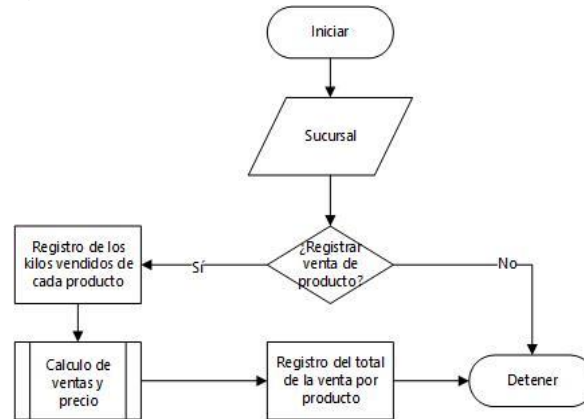 Iniciar
Sucursal
¿Registrar
venta de
producto?
Sí
No
Registro de los
kilos vendidos de
cada producto
Calculo de
ventas y
precio
Registro del total
de la venta por
producto
Detener